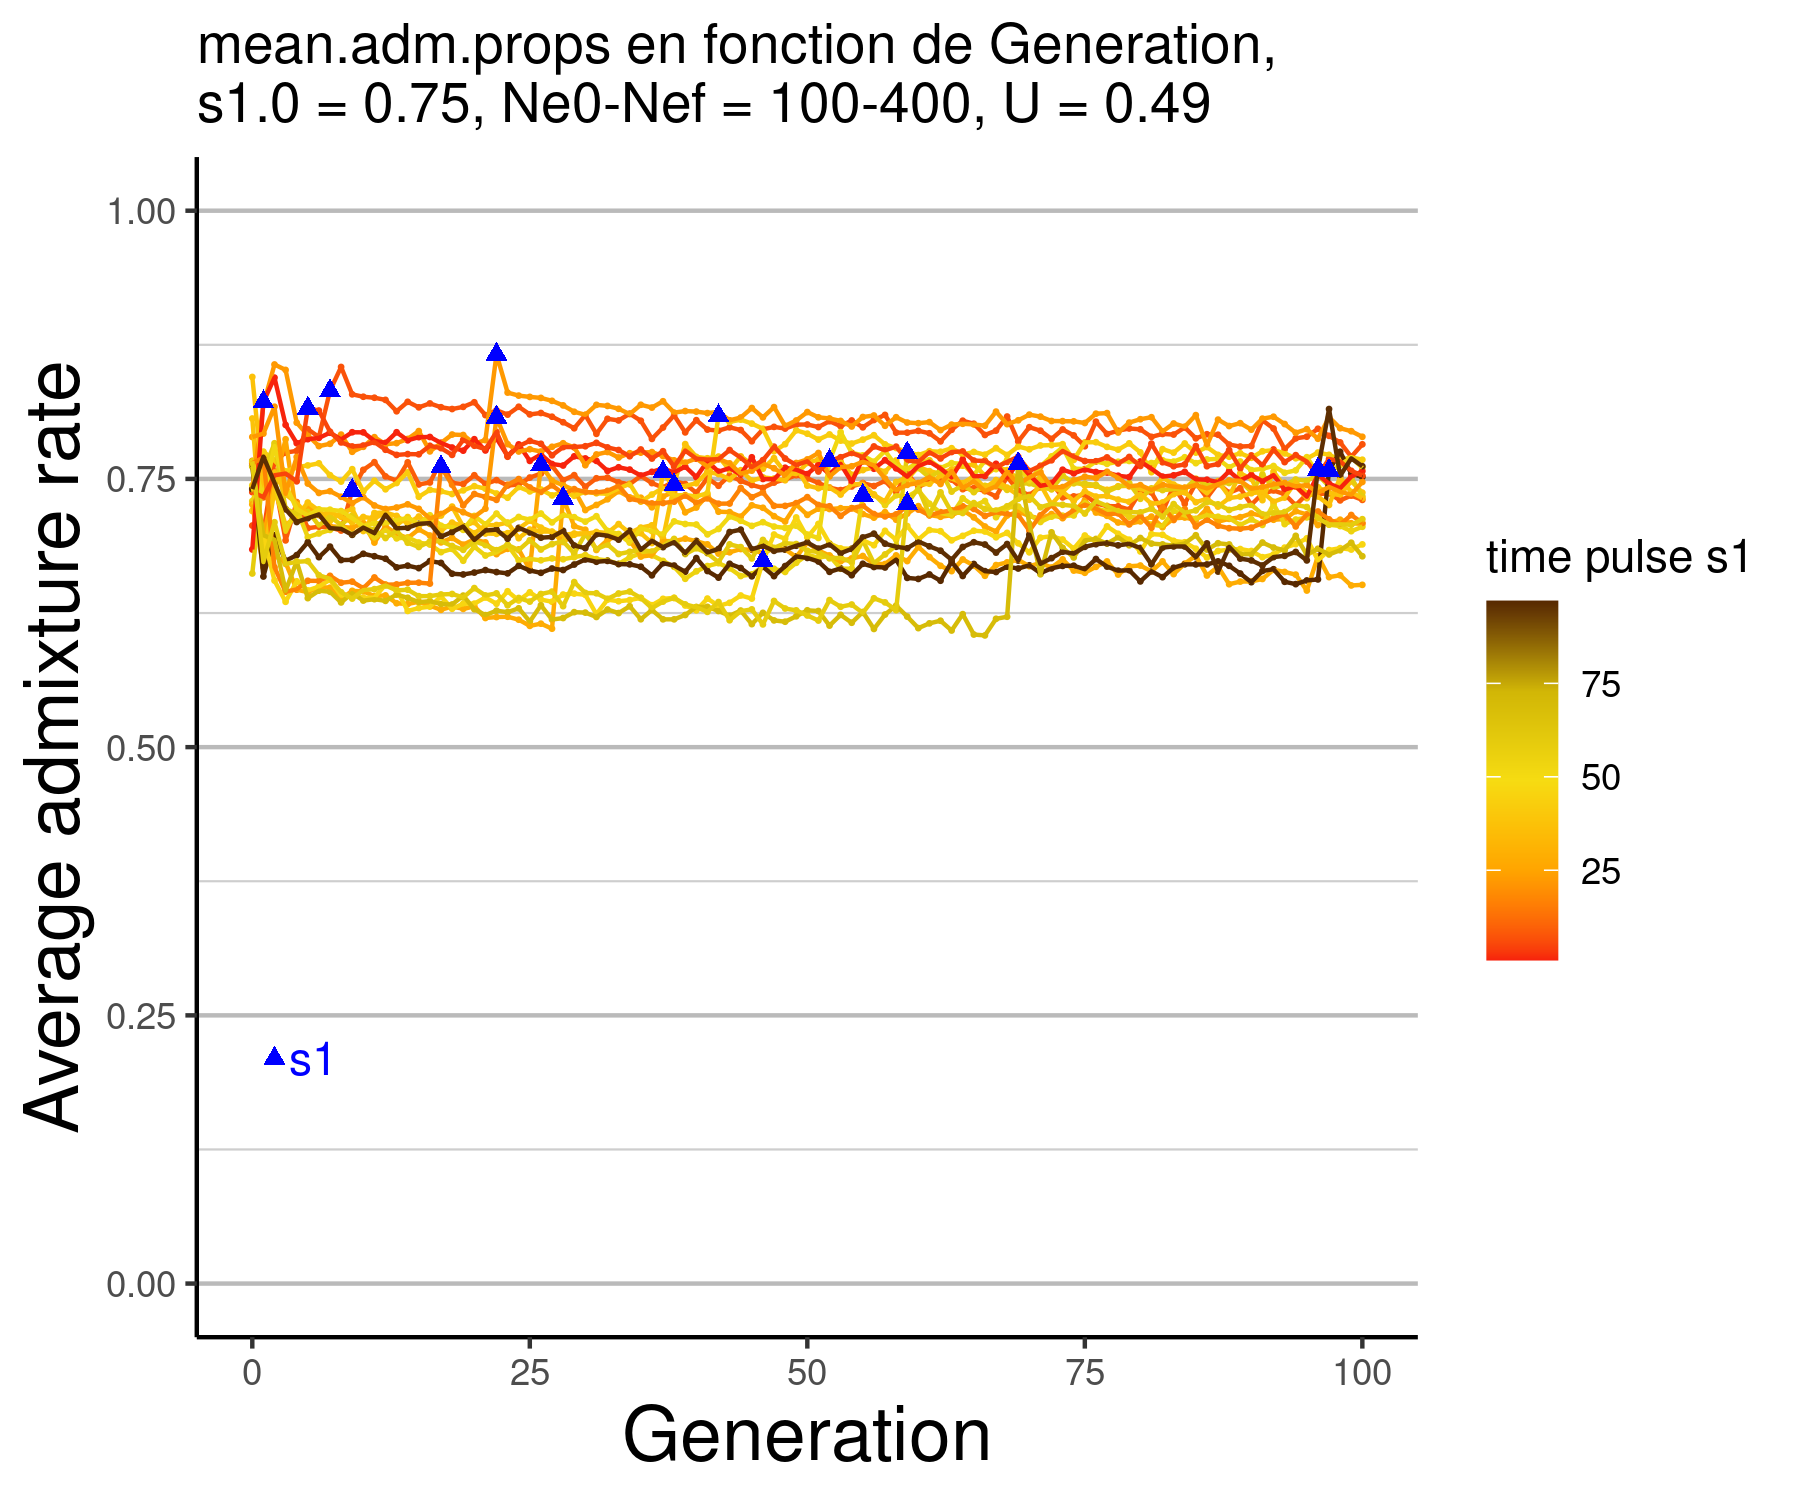 mean.adm.props en fonction de Generation,
s1.0 = 0.75, Ne0-Nef = 100-400, U = 0.49
Average admixture rate
1.00
0.75
0.50
0.25
0.00
s1
0
25
50
75
100
Generation
time pulse s1
75
50
25